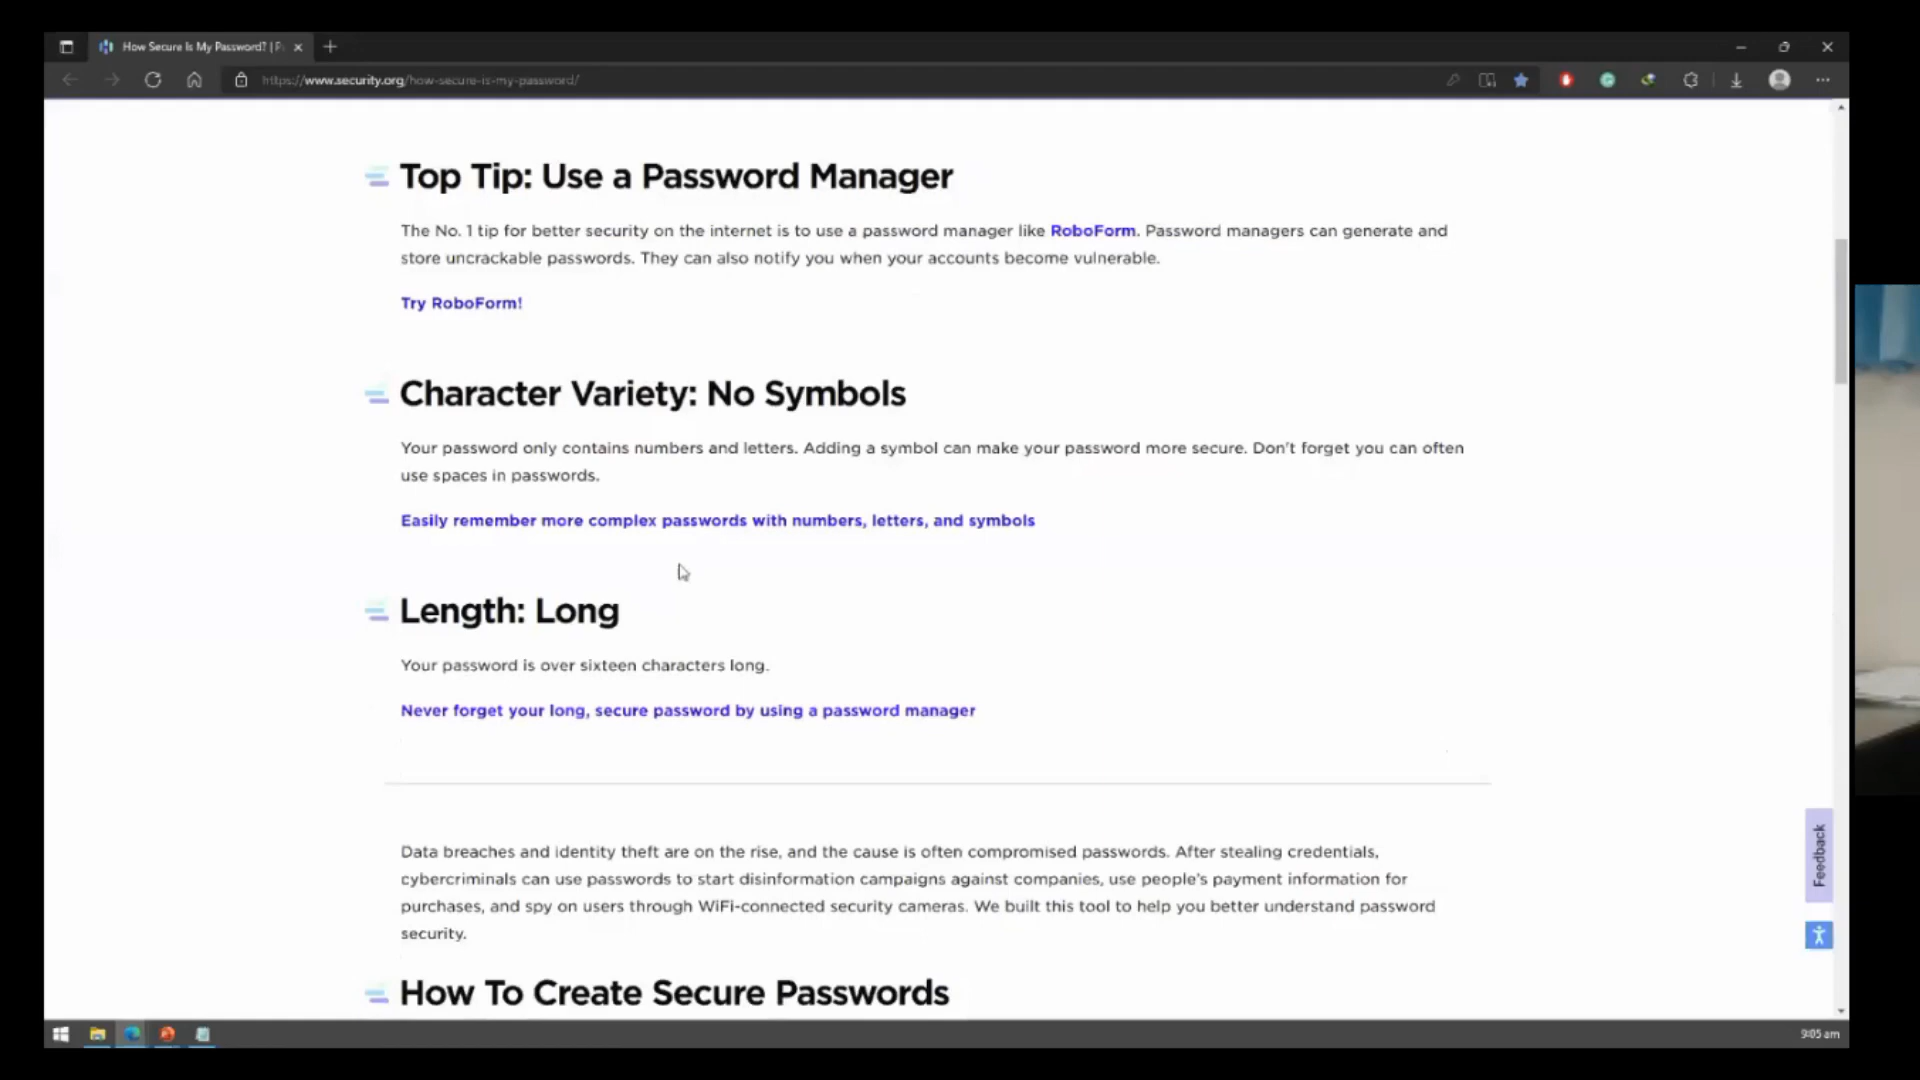 How Secure Is My Password? | P
https://www.security.org/how-secure-is-my-password/
Top Tip: Use a Password Manager
The No. 1 tip for better security on the internet is to use a password manager like RoboForm. Password managers can generate and
store uncrackable passwords. They can also notify you when your accounts become vulnerable.
Try RoboForm!
Character Variety: No Symbols
Your password only contains numbers and letters. Adding a symbol can make your password more secure. Don't forget you can often
use spaces in passwords.
Easily remember more complex passwords with numbers, letters, and symbols
Length: Long
Your password is over sixteen characters long.
Never forget your long, secure password by using a password manager
Data breaches and identity theft are on the rise, and the cause is often compromised passwords. After stealing credentials,
cybercriminals can use passwords to start disinformation campaigns against companies, use people's payment information for
purchases, and spy on users through WiFi-connected security cameras. We built this tool to help you better understand password
security.
Feedback
How To Create Secure Passwords
9:05 am